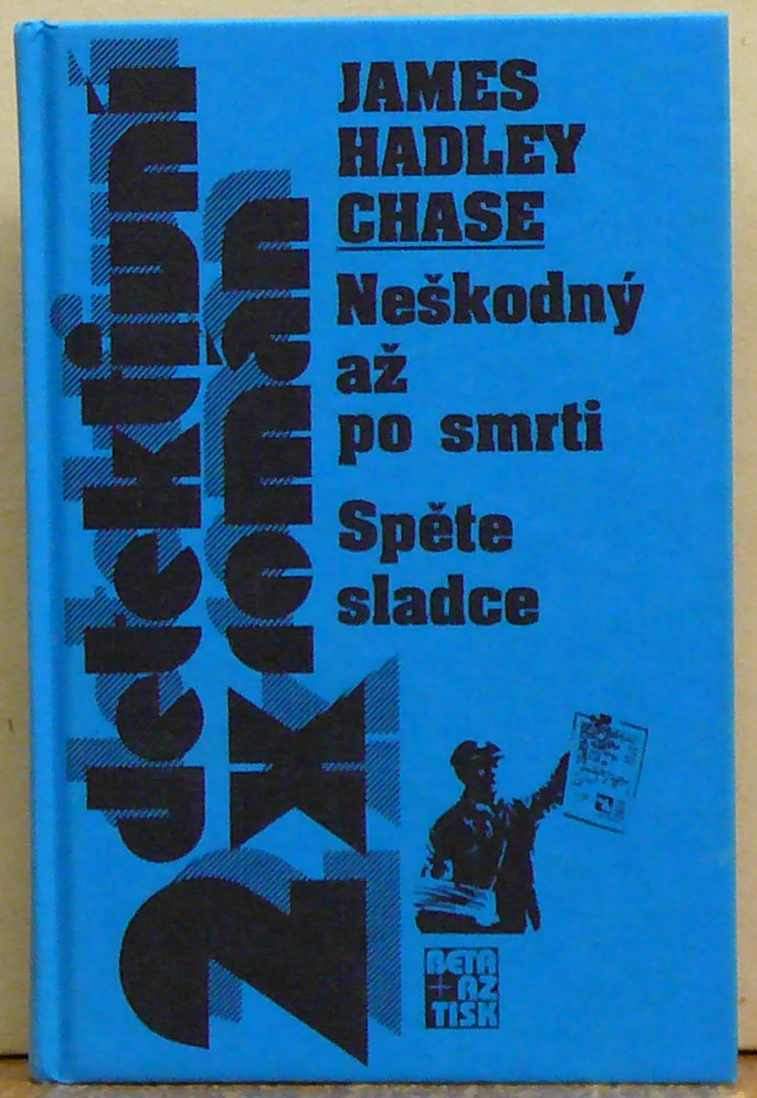 JAMES
HADLEY
CHASE
Neškodný
až
po smrti
Spěte
sladce
2x detektivní
román
BETA
+ AZ
TISK